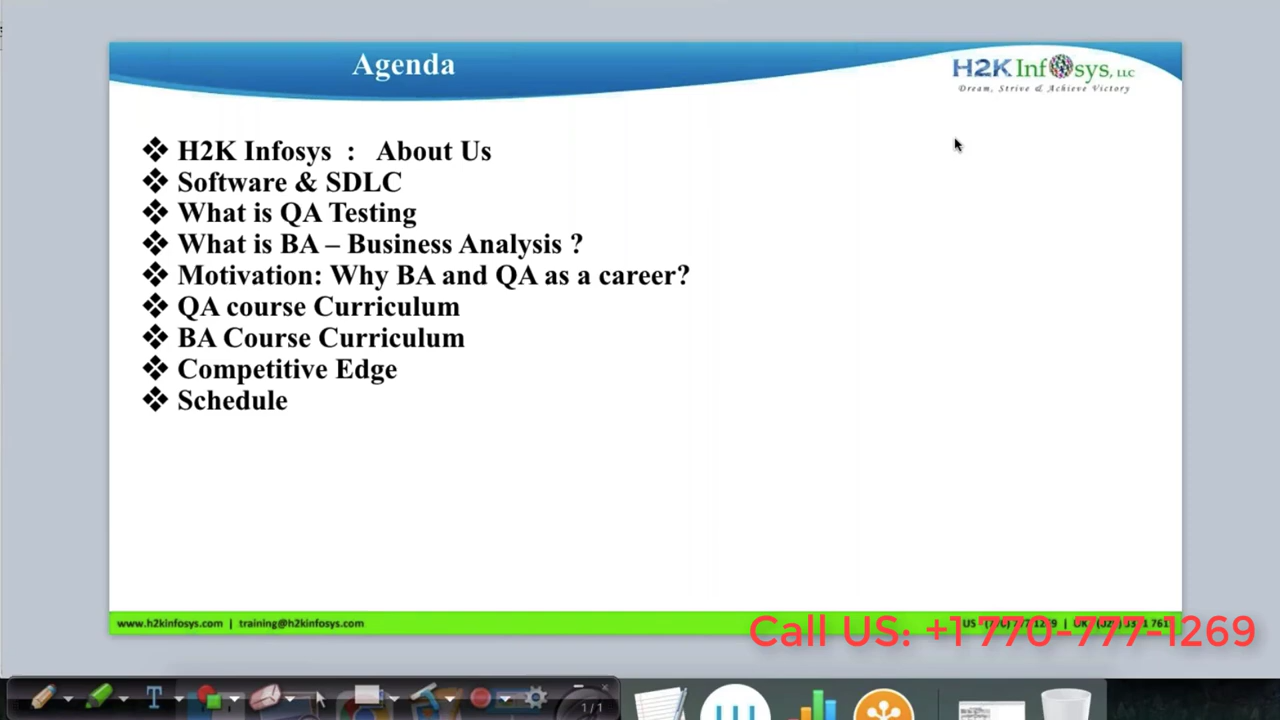 Agenda
H2K Infosys, LLC
Dream, Strive & Achieve Victory
❖ H2K Infosys : About Us
❖ Software & SDLC
❖ What is QA Testing
❖ What is BA – Business Analysis ?
❖ Motivation: Why BA and QA as a career?
❖ QA course Curriculum
❖ BA Course Curriculum
❖ Competitive Edge
❖ Schedule
www.h2kinfosys.com | training@h2kinfosys.com
Call US: +1 770-777-1269
T
1/1